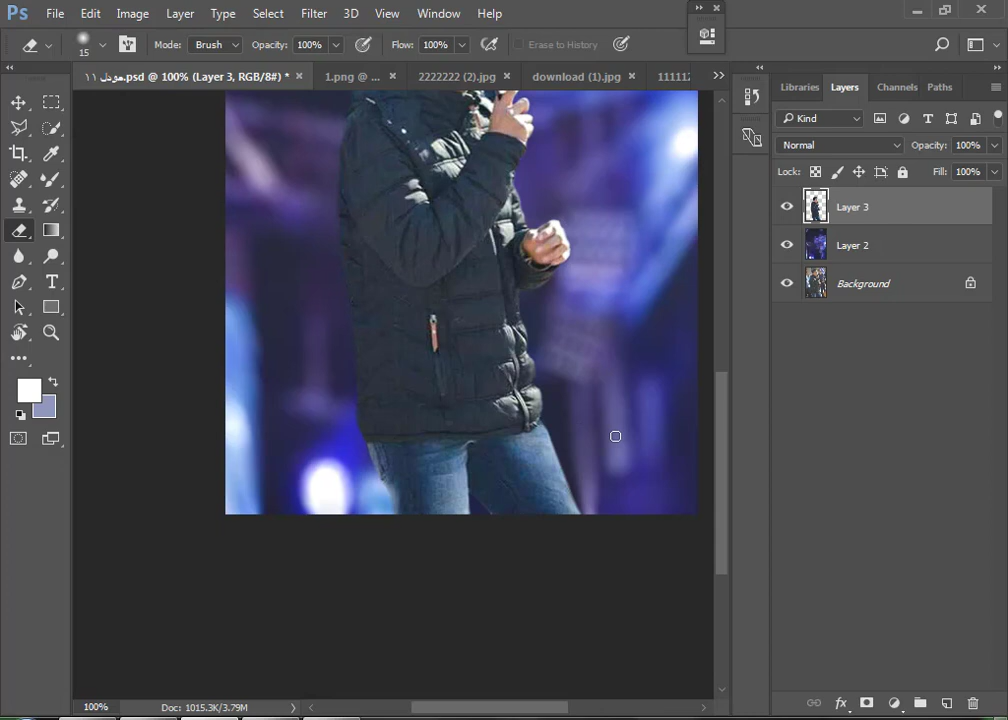 Ps File Edit Image Layer Type Select Filter 3D View Window Help
15 Mode: Brush Opacity: 100% Flow: 100% Erase to History
مودل ١١.psd @ 100% (Layer 3, RGB/8#) * 1.png @ ... 2222222 (2).jpg download (1).jpg 111112
Libraries Layers Channels Paths
Kind
Normal Opacity: 100%
Lock: Fill: 100%
Layer 3
Layer 2
Background
100% Doc: 1015.3K/3.79M